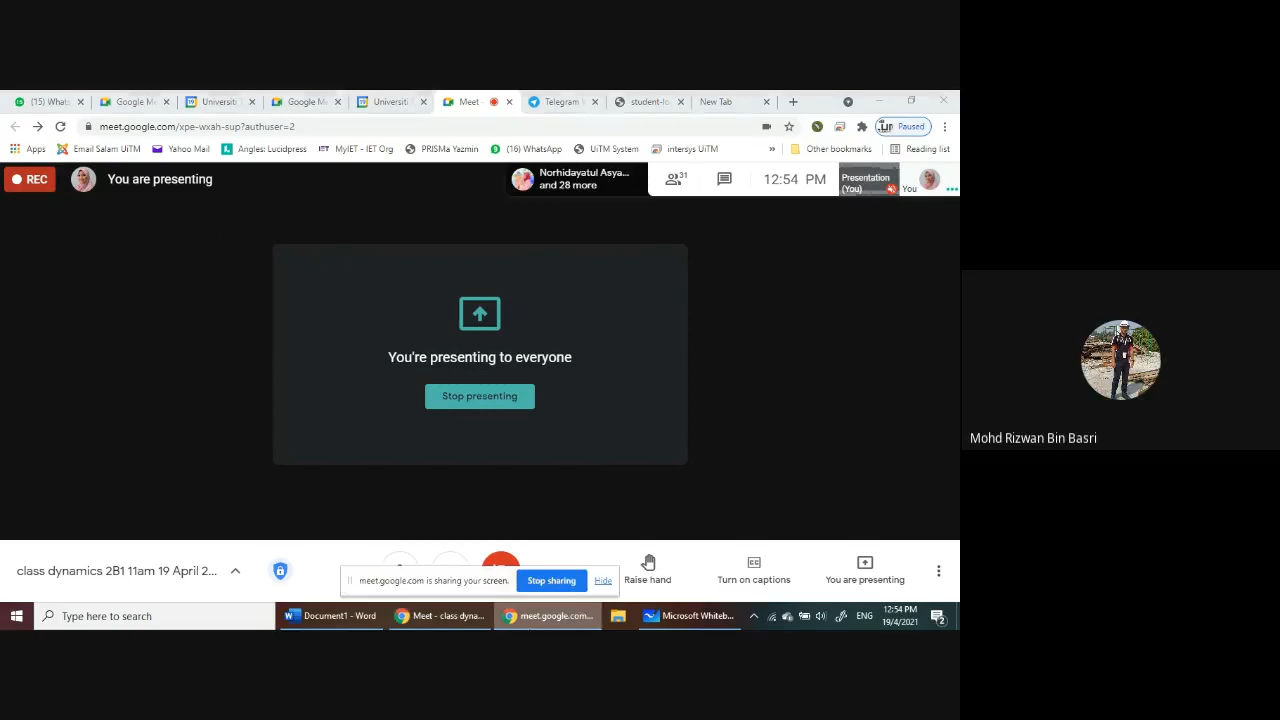 (15) Whats
Google Me
Universiti T
Google Me
Universiti
Meet -
Telegram
student-lo
New Tab
meet.google.com/xpe-wxah-sup?authuser=2
Paused
Apps
Email Salam UiTM
Yahoo Mail
Angles: Lucidpress
MyIET - IET Org
PRISMa Yazmin
(16) WhatsApp
UiTM System
intersys UiTM
»
Other bookmarks
Reading list
REC
You are presenting
Norhidayatul Asya...
and 28 more
31
12:54 PM
Presentation
(You)
You
You're presenting to everyone
Stop presenting
Mohd Rizwan Bin Basri
class dynamics 2B1 11am 19 April 2...
meet.google.com is sharing your screen.
Stop sharing
Hide
Raise hand
Turn on captions
You are presenting
Type here to search
Document1 - Word
Meet - class dyna...
meet.google.com...
Microsoft Whiteb...
ENG
12:54 PM
19/4/2021
2